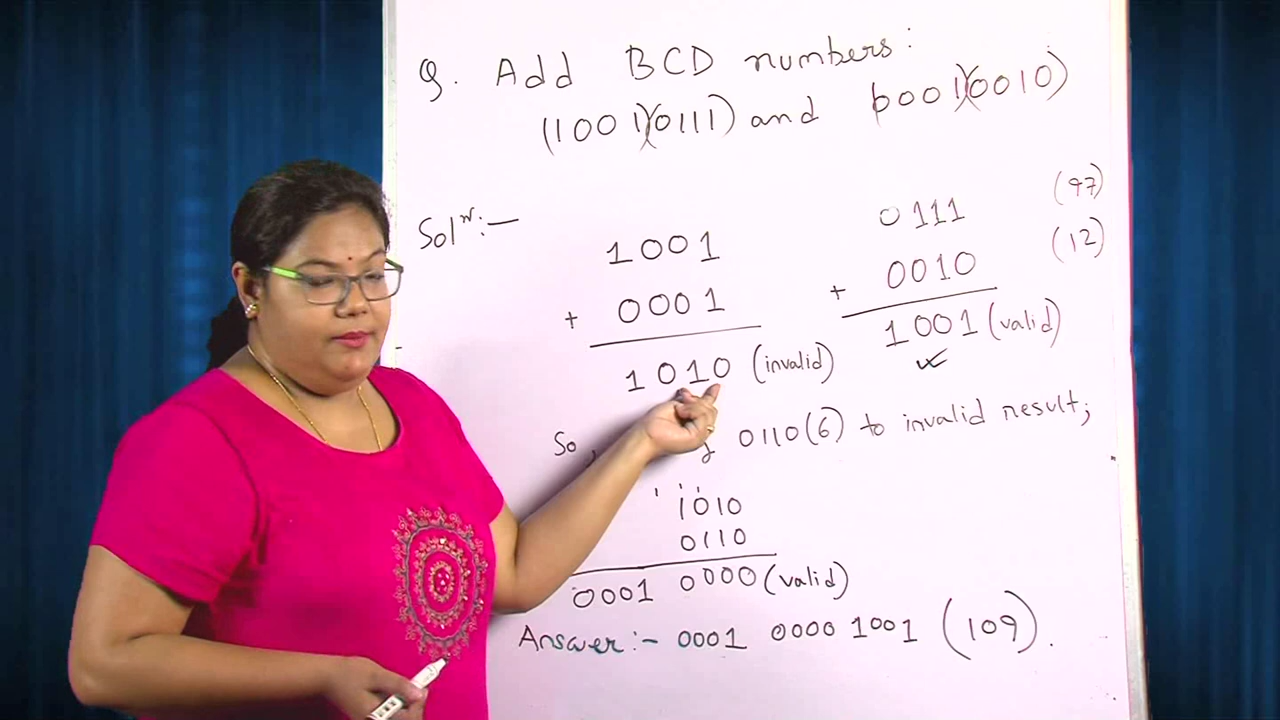 Q. Add BCD numbers:
(1001)(0111) and (0001)(0010)
Solⁿ:—
1001
+ 0001
1010 (invalid)
0111 (97)
+ 0010 (12)
1001 (valid)
So, 0110(6) to invalid result;
1010
0110
0001 0000 (valid)
Answer:- 0001 0000 1001 (109).